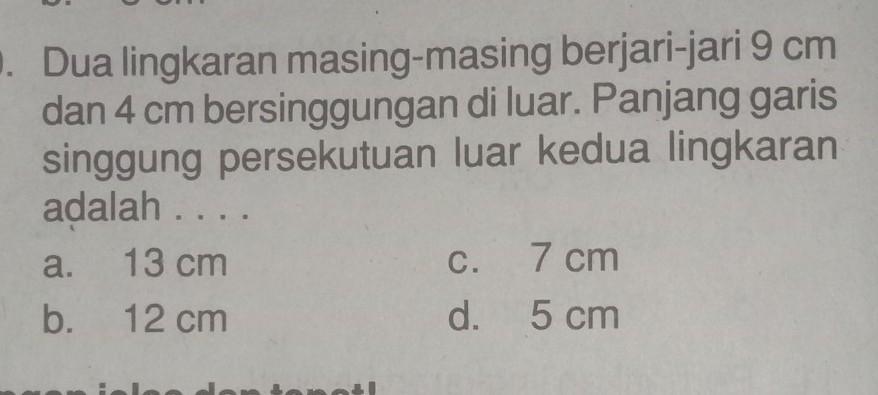 . Dua lingkaran masing-masing berjari-jari 9 cm
dan 4 cm bersinggungan di luar. Panjang garis
singgung persekutuan luar kedua lingkaran
adalah . . . .
a. 13 cm c. 7 cm
b. 12 cm d. 5 cm